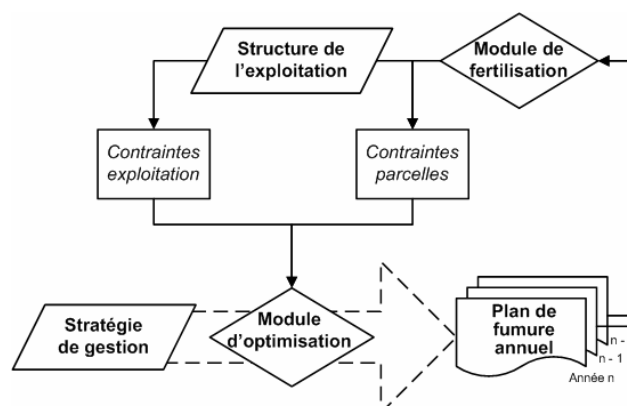 Structure de
l'exploitation
Module de
fertilisation
Contraintes
exploitation
Contraintes
parcelles
Stratégie
de gestion
Module
d'optimisation
Plan de
fumure
annuel
n -
n - 1
Année n